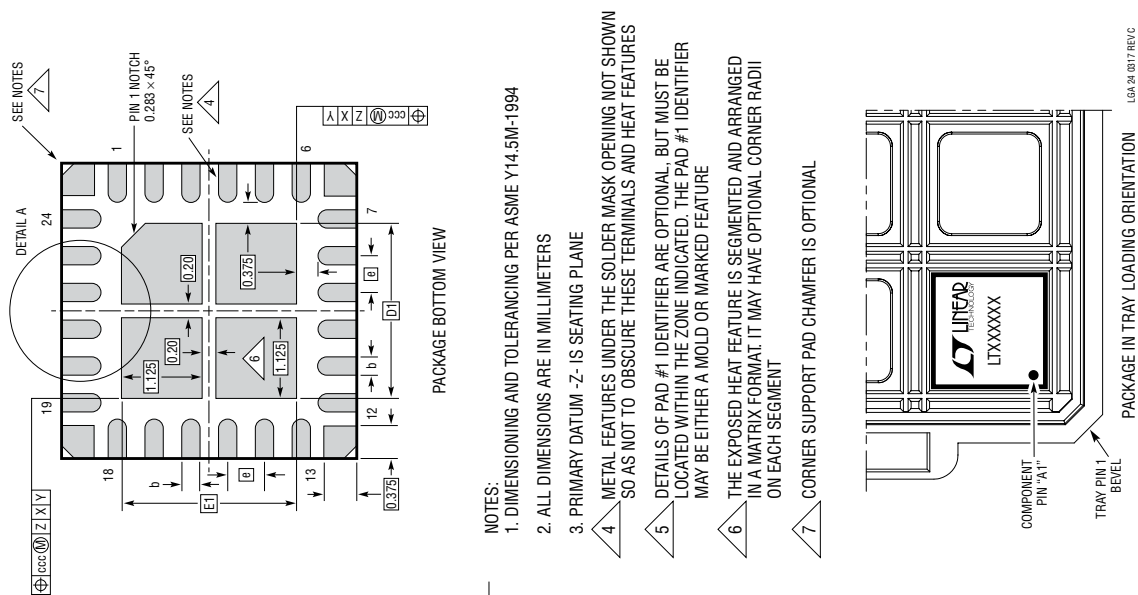 SEE NOTES
7
PIN 1 NOTCH
0.283 × 45°
SEE NOTES
4
DETAIL A
24
1
6
⌖ ccc Ⓜ Z X Y
7
19
0.20
0.375
e
D1
1.125
0.20
6
1.125
b
12
⌖ ccc Ⓜ Z X Y
18
b
E1
e
13
0.375
PACKAGE BOTTOM VIEW
NOTES:
1. DIMENSIONING AND TOLERANCING PER ASME Y14.5M-1994
2. ALL DIMENSIONS ARE IN MILLIMETERS
3. PRIMARY DATUM -Z- IS SEATING PLANE
4 METAL FEATURES UNDER THE SOLDER MASK OPENING NOT SHOWN
SO AS NOT TO OBSCURE THESE TERMINALS AND HEAT FEATURES
5 DETAILS OF PAD #1 IDENTIFIER ARE OPTIONAL, BUT MUST BE
LOCATED WITHIN THE ZONE INDICATED. THE PAD #1 IDENTIFIER
MAY BE EITHER A MOLD OR MARKED FEATURE
6 THE EXPOSED HEAT FEATURE IS SEGMENTED AND ARRANGED
IN A MATRIX FORMAT. IT MAY HAVE OPTIONAL CORNER RADII
ON EACH SEGMENT
7 CORNER SUPPORT PAD CHAMFER IS OPTIONAL
LINEAR
TECHNOLOGY
LTXXXXX
COMPONENT
PIN "A1"
TRAY PIN 1
BEVEL
PACKAGE IN TRAY LOADING ORIENTATION
LGA 24 0317 REV C